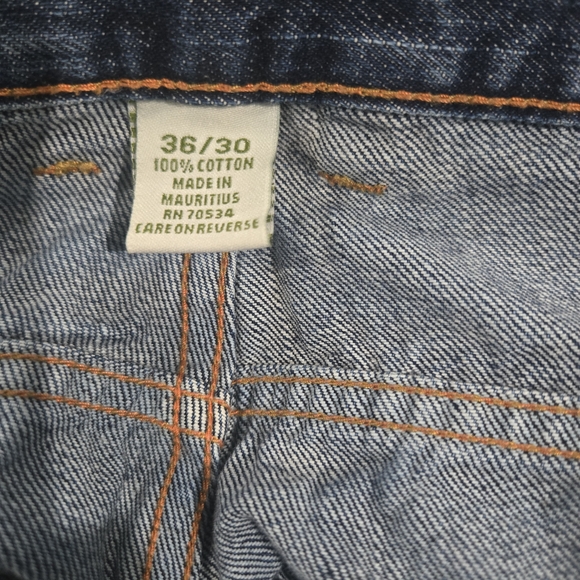 36/30
100% COTTON
MADE IN
MAURITIUS
RN 70534
CARE ON REVERSE